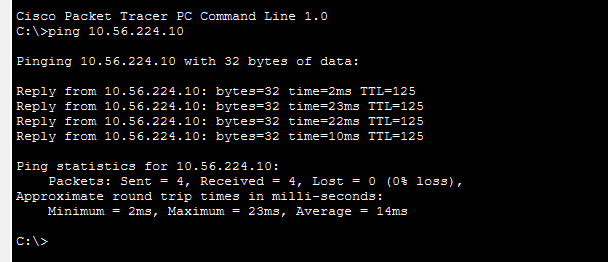 Cisco Packet Tracer PC Command Line 1.0
C:\>ping 10.56.224.10
Pinging 10.56.224.10 with 32 bytes of data:
Reply from 10.56.224.10: bytes=32 time=2ms TTL=125
Reply from 10.56.224.10: bytes=32 time=23ms TTL=125
Reply from 10.56.224.10: bytes=32 time=22ms TTL=125
Reply from 10.56.224.10: bytes=32 time=10ms TTL=125
Ping statistics for 10.56.224.10:
Packets: Sent = 4, Received = 4, Lost = 0 (0% loss),
Approximate round trip times in milli-seconds:
Minimum = 2ms, Maximum = 23ms, Average = 14ms
C:\>